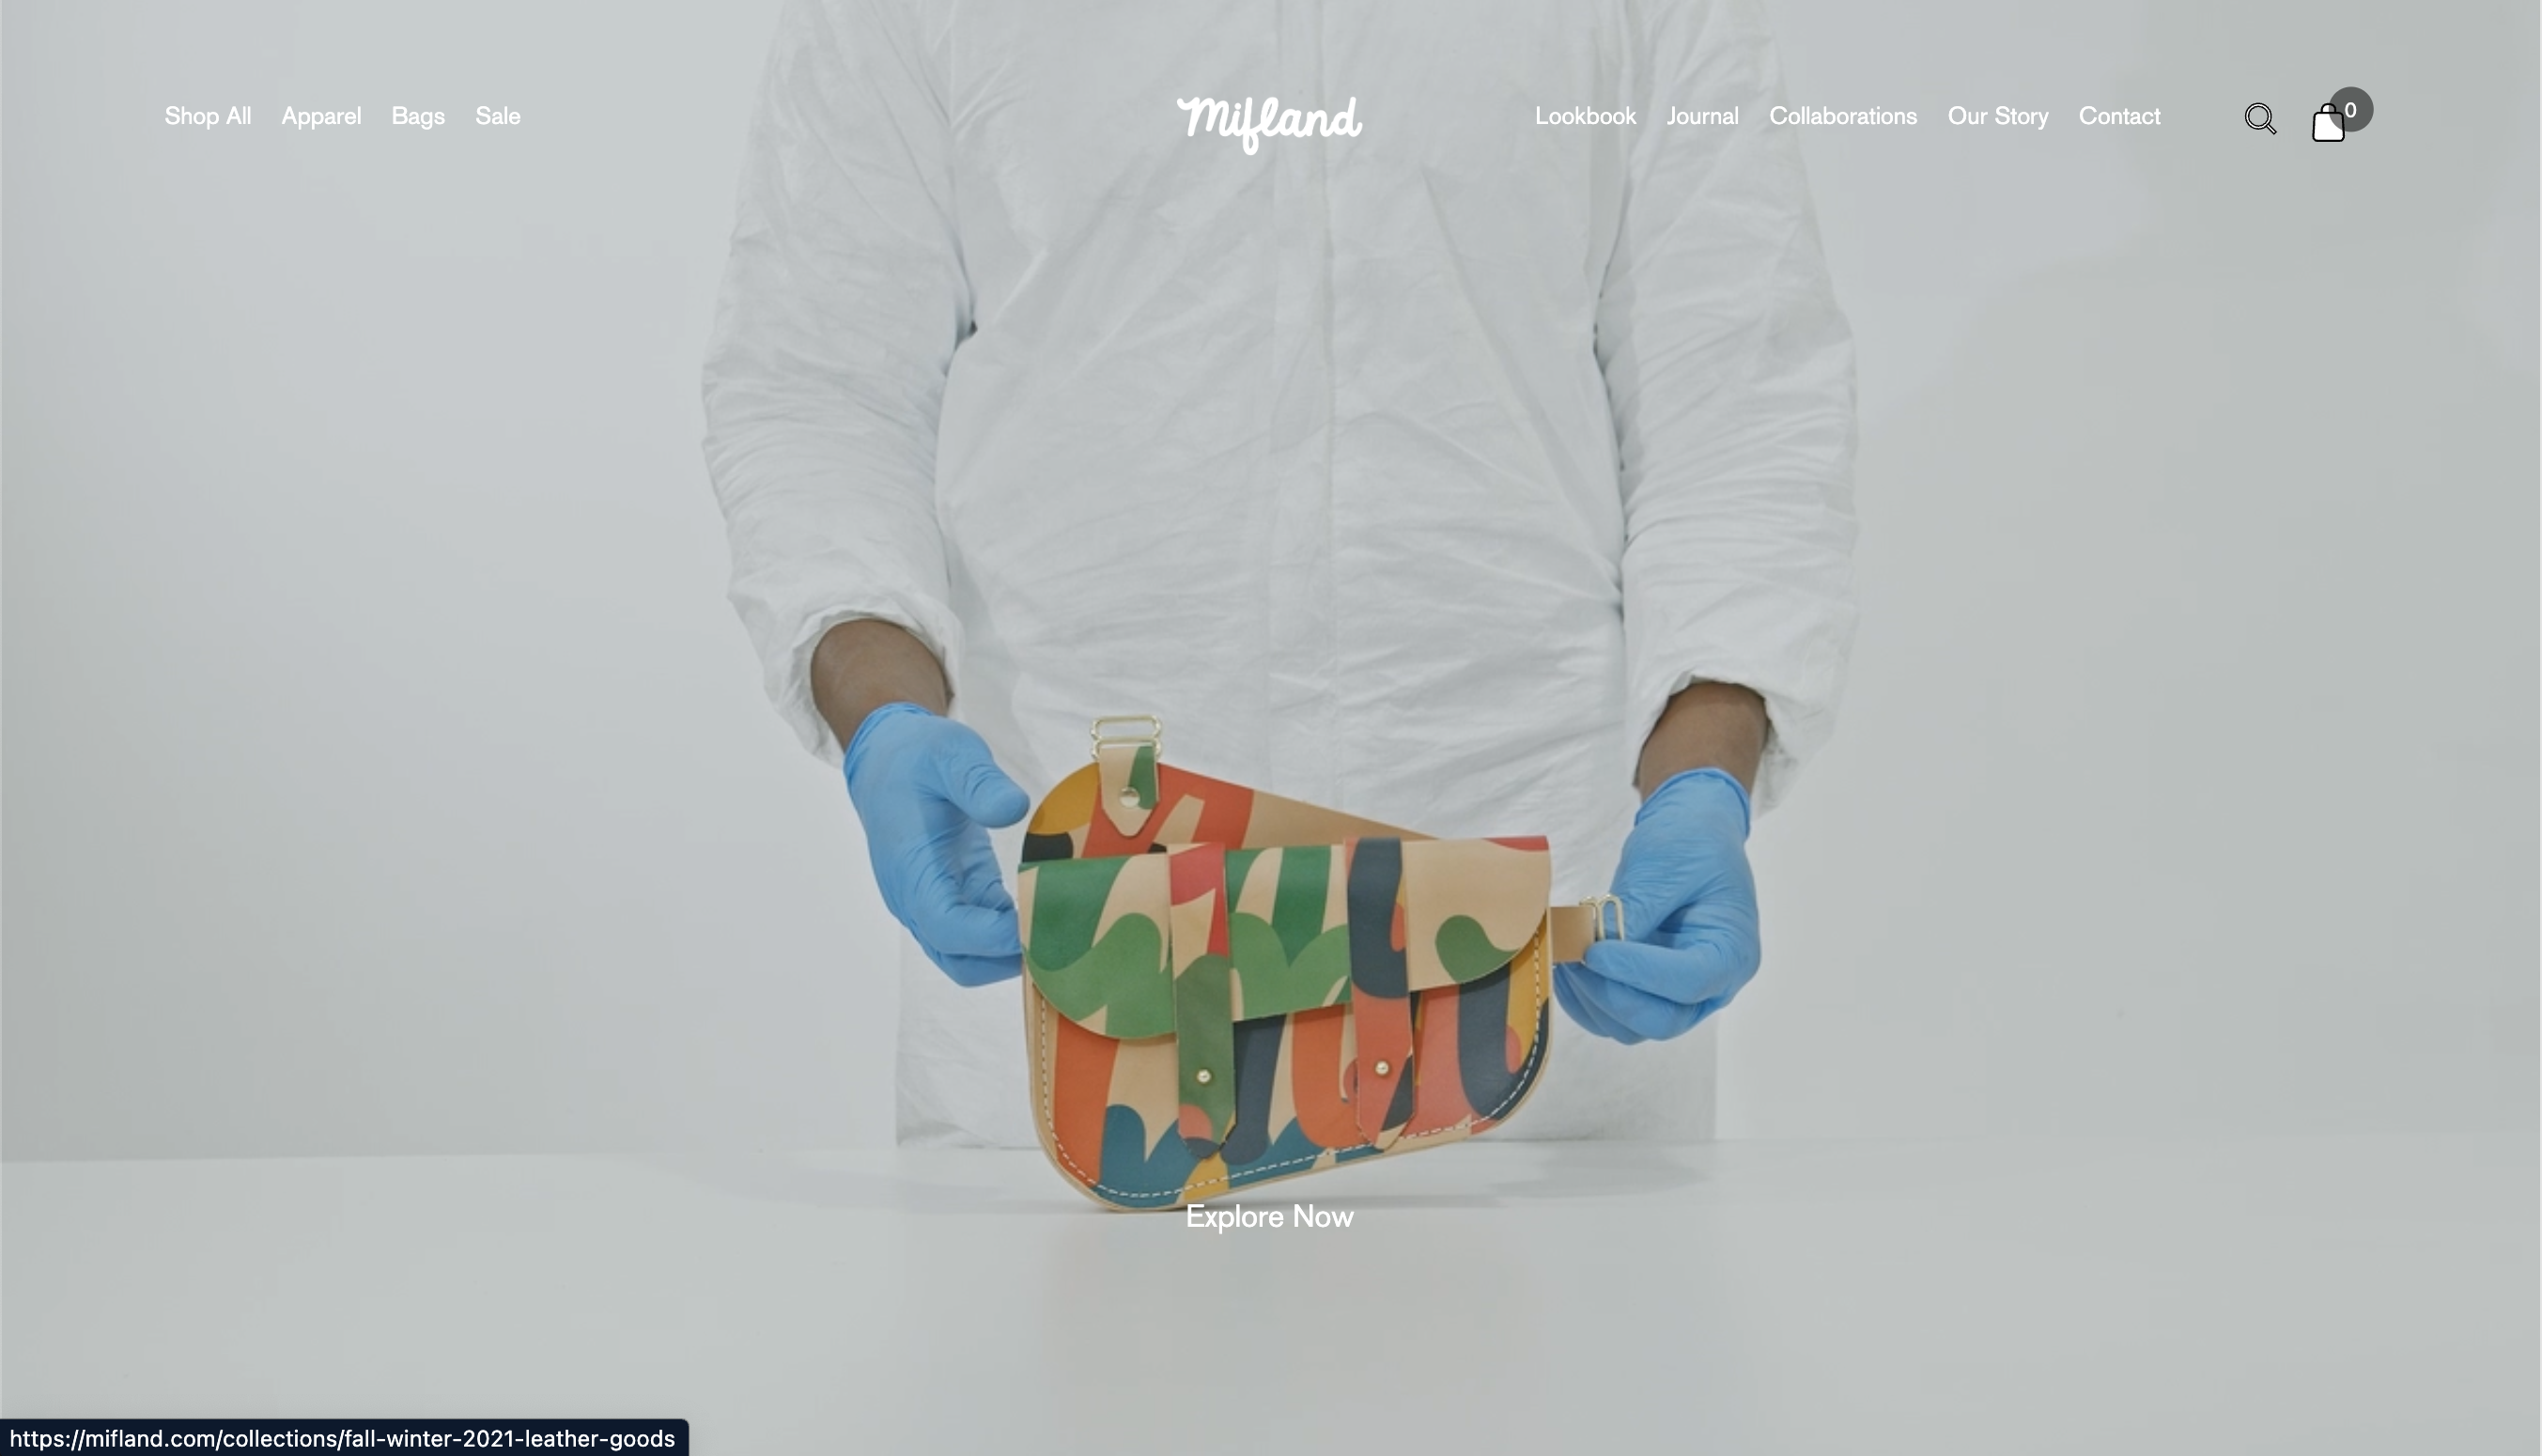 Shop All Apparel Bags Sale
Mifland
Lookbook Journal Collaborations Our Story Contact
0
Explore Now
https://mifland.com/collections/fall-winter-2021-leather-goods